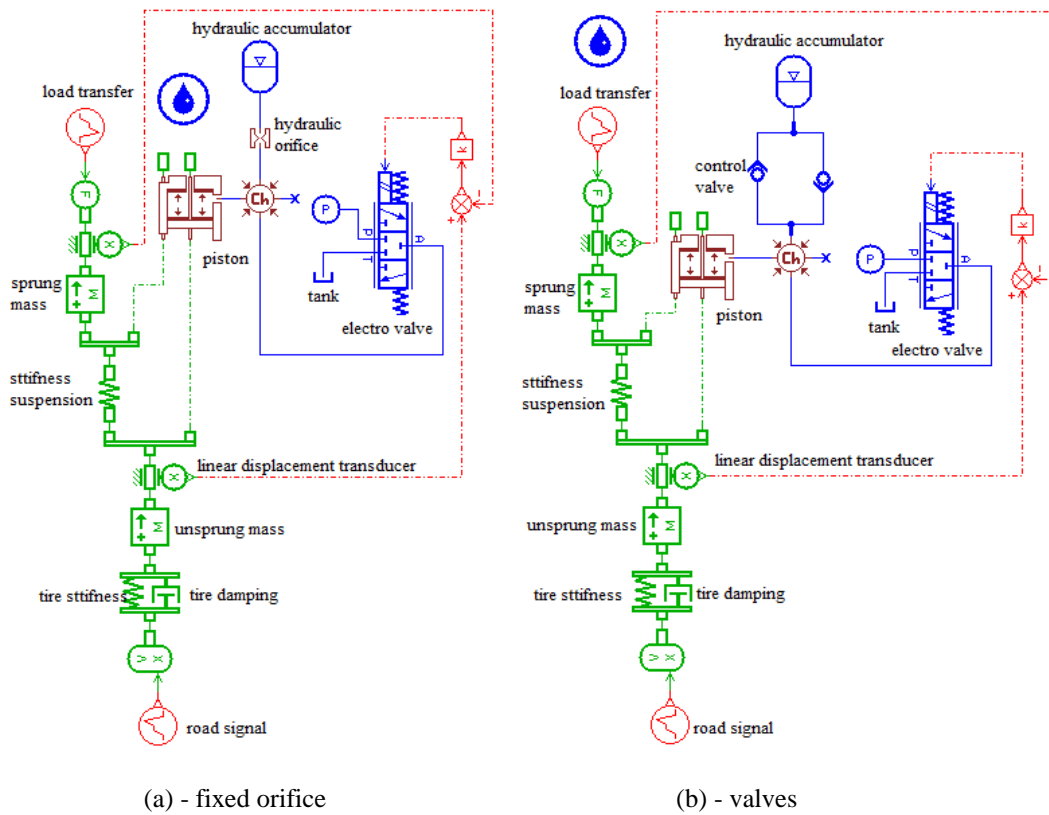 hydraulic accumulator
load transfer
hydraulic
orifice
k
F
-
+
X
P
Ch
P
T
A
piston
tank
sprung
mass
M
+
electro valve
sttifness
suspension
linear displacement transducer
X
M
+
unsprung mass
tire sttifness
tire damping
V X
road signal
(a) - fixed orifice
hydraulic accumulator
load transfer
control
valve
k
F
X
Ch
P
P
T
A
-
+
sprung
mass
M
+
piston
tank
electro valve
sttifness
suspension
linear displacement transducer
X
unsprung mass
M
+
tire sttifness
tire damping
V X
road signal
(b) - valves